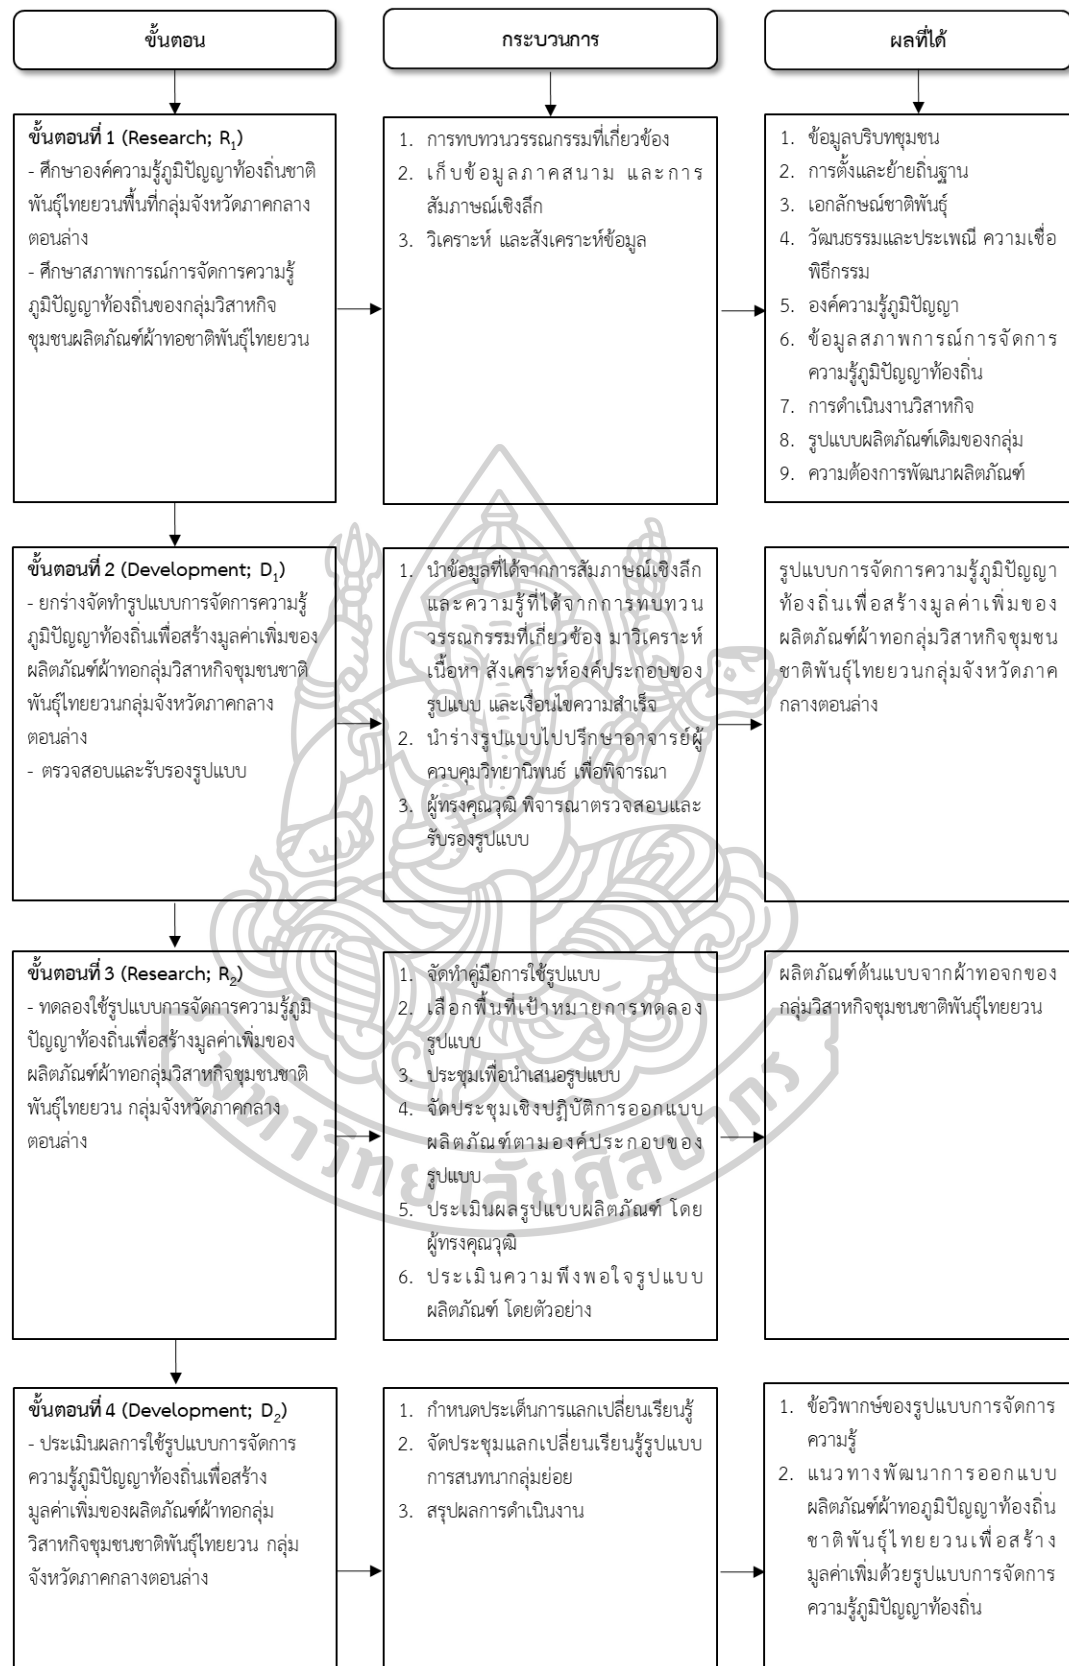 ขั้นตอน
กระบวนการ
ผลที่ได้
ขั้นตอนที่ 1 (Research; R1)
- ศึกษาองค์ความรู้ภูมิปัญญาท้องถิ่นชาติ
พันธุ์ไทยยวนพื้นที่กลุ่มจังหวัดภาคกลาง
ตอนล่าง
- ศึกษาสภาพการณ์การจัดการความรู้
ภูมิปัญญาท้องถิ่นของกลุ่มวิสาหกิจ
ชุมชนผลิตภัณฑ์ผ้าทอชาติพันธุ์ไทยยวน
1. การทบทวนวรรณกรรมที่เกี่ยวข้อง
2. เก็บข้อมูลภาคสนาม และการ
สัมภาษณ์เชิงลึก
3. วิเคราะห์ และสังเคราะห์ข้อมูล
1. ข้อมูลบริบทชุมชน
2. การตั้งและย้ายถิ่นฐาน
3. เอกลักษณ์ชาติพันธุ์
4. วัฒนธรรมและประเพณี ความเชื่อ
พิธีกรรม
5. องค์ความรู้ภูมิปัญญา
6. ข้อมูลสภาพการณ์การจัดการ
ความรู้ภูมิปัญญาท้องถิ่น
7. การดำเนินงานวิสาหกิจ
8. รูปแบบผลิตภัณฑ์เดิมของกลุ่ม
9. ความต้องการพัฒนาผลิตภัณฑ์
ขั้นตอนที่ 2 (Development; D1)
- ยกร่างจัดทำรูปแบบการจัดการความรู้
ภูมิปัญญาท้องถิ่นเพื่อสร้างมูลค่าเพิ่มของ
ผลิตภัณฑ์ผ้าทอกลุ่มวิสาหกิจชุมชนชาติ
พันธุ์ไทยยวนกลุ่มจังหวัดภาคกลาง
ตอนล่าง
- ตรวจสอบและรับรองรูปแบบ
1. นำข้อมูลที่ได้จากการสัมภาษณ์เชิงลึก
และความรู้ที่ได้จากการทบทวน
วรรณกรรมที่เกี่ยวข้อง มาวิเคราะห์
เนื้อหา สังเคราะห์องค์ประกอบของ
รูปแบบ และเงื่อนไขความสำเร็จ
2. นำร่างรูปแบบไปปรึกษาอาจารย์ผู้
ควบคุมวิทยานิพนธ์ เพื่อพิจารณา
3. ผู้ทรงคุณวุฒิ พิจารณาตรวจสอบและ
รับรองรูปแบบ
รูปแบบการจัดการความรู้ภูมิปัญญา
ท้องถิ่นเพื่อสร้างมูลค่าเพิ่มของ
ผลิตภัณฑ์ผ้าทอกลุ่มวิสาหกิจชุมชน
ชาติพันธุ์ไทยยวนกลุ่มจังหวัดภาค
กลางตอนล่าง
ขั้นตอนที่ 3 (Research; R2)
- ทดลองใช้รูปแบบการจัดการความรู้ภูมิ
ปัญญาท้องถิ่นเพื่อสร้างมูลค่าเพิ่มของ
ผลิตภัณฑ์ผ้าทอกลุ่มวิสาหกิจชุมชนชาติ
พันธุ์ไทยยวน กลุ่มจังหวัดภาคกลาง
ตอนล่าง
1. จัดทำคู่มือการใช้รูปแบบ
2. เลือกพื้นที่เป้าหมายการทดลอง
รูปแบบ
3. ประชุมเพื่อนำเสนอรูปแบบ
4. จัดประชุมเชิงปฏิบัติการออกแบบ
ผลิตภัณฑ์ตามองค์ประกอบของ
รูปแบบ
5. ประเมินผลรูปแบบผลิตภัณฑ์ โดย
ผู้ทรงคุณวุฒิ
6. ประเมินความพึงพอใจรูปแบบ
ผลิตภัณฑ์ โดยตัวอย่าง
ผลิตภัณฑ์ต้นแบบจากผ้าทอจกของ
กลุ่มวิสาหกิจชุมชนชาติพันธุ์ไทยยวน
มหาวิทยาลัยศิลปากร
ขั้นตอนที่ 4 (Development; D2)
- ประเมินผลการใช้รูปแบบการจัดการ
ความรู้ภูมิปัญญาท้องถิ่นเพื่อสร้าง
มูลค่าเพิ่มของผลิตภัณฑ์ผ้าทอกลุ่ม
วิสาหกิจชุมชนชาติพันธุ์ไทยยวน กลุ่ม
จังหวัดภาคกลางตอนล่าง
1. กำหนดประเด็นการแลกเปลี่ยนเรียนรู้
2. จัดประชุมแลกเปลี่ยนเรียนรู้รูปแบบ
การสนทนากลุ่มย่อย
3. สรุปผลการดำเนินงาน
1. ข้อวิพากษ์ของรูปแบบการจัดการ
ความรู้
2. แนวทางพัฒนาการออกแบบ
ผลิตภัณฑ์ผ้าทอภูมิปัญญาท้องถิ่น
ชาติพันธุ์ไทยยวนเพื่อสร้าง
มูลค่าเพิ่มด้วยรูปแบบการจัดการ
ความรู้ภูมิปัญญาท้องถิ่น